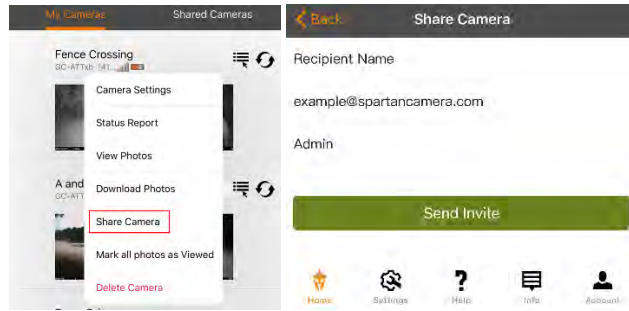 My Cameras
Shared Cameras
Fence Crossing
Camera Settings
Status Report
View Photos
A and
Download Photos
Share Camera
Mark all photos as Viewed
Delete Camera
Back
Share Camera
Recipient Name
example@spartancamera.com
Admin
Send Invite
Home
Settings
Help
Info
Account